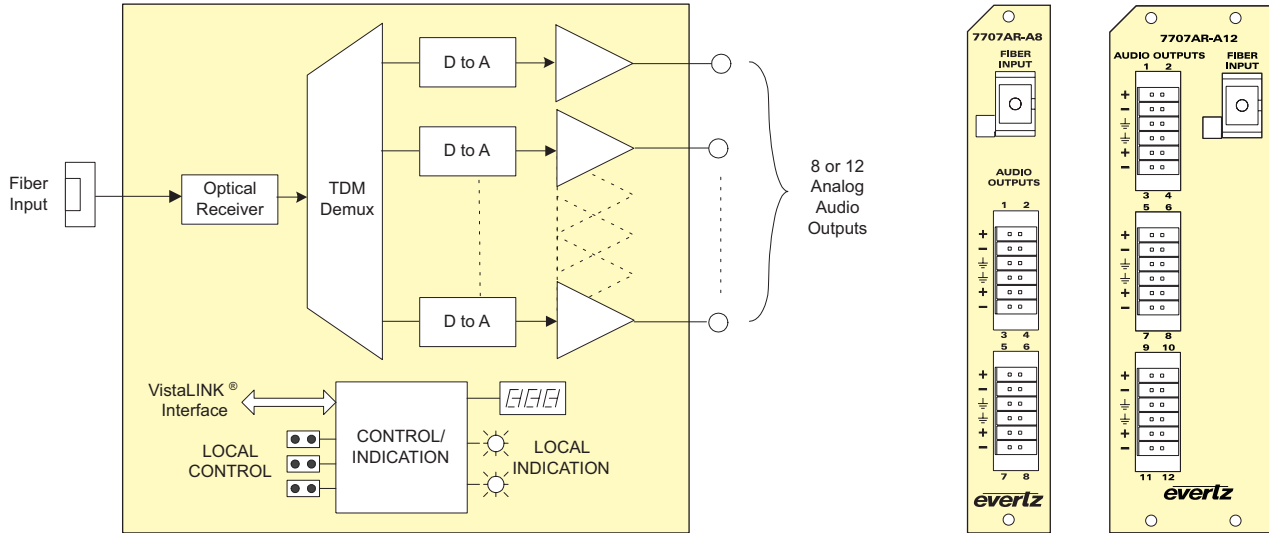 Fiber
Input
Optical
Receiver
TDM
Demux
D to A
D to A
D to A
8 or 12
Analog
Audio
Outputs
VistaLINK ®
Interface
LOCAL
CONTROL
CONTROL/
INDICATION
LOCAL
INDICATION
7707AR-A8
FIBER
INPUT
AUDIO
OUTPUTS
1 2
+
−
+
−
3 4
5 6
+
−
+
−
7 8
evertz
7707AR-A12
AUDIO OUTPUTS
1 2
FIBER
INPUT
+
−
+
−
3 4
5 6
+
−
+
−
7 8
9 10
+
−
+
−
11 12
evertz